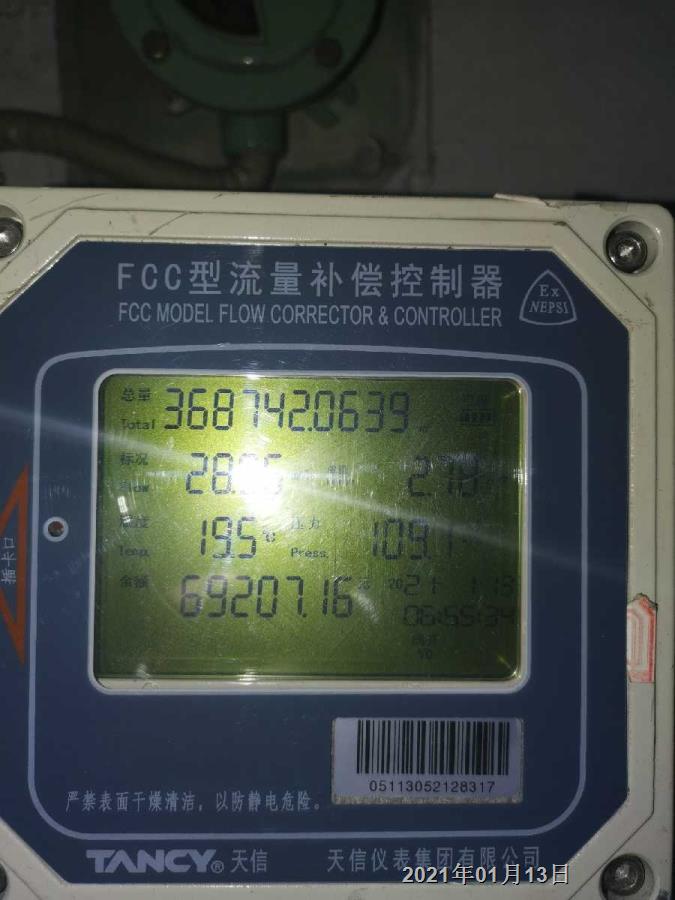 FCC型流量补偿控制器
FCC MODEL FLOW CORRECTOR & CONTROLLER
Ex
NEPSI
总量
Total 3687420639
标况
温度 19.5 ℃ 压力 109.1
Temp. Press.
余额 69207.16 元
06:55:34
05113052128317
严禁表面干燥清洁，以防静电危险。
TANCY® 天信 天信仪表集团有限公司
2021年01月13日